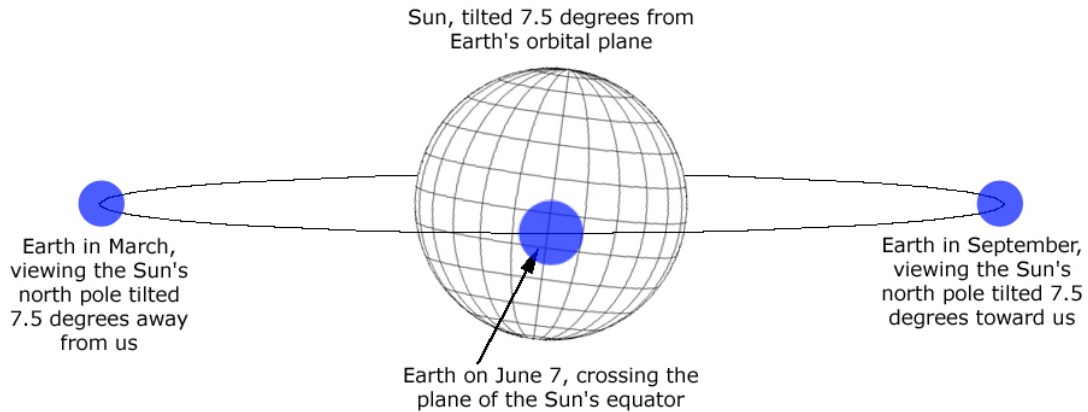 Sun, tilted 7.5 degrees from
Earth's orbital plane
Earth in March,
viewing the Sun's
north pole tilted
7.5 degrees away
from us
Earth in September,
viewing the Sun's
north pole tilted 7.5
degrees toward us
Earth on June 7, crossing the
plane of the Sun's equator